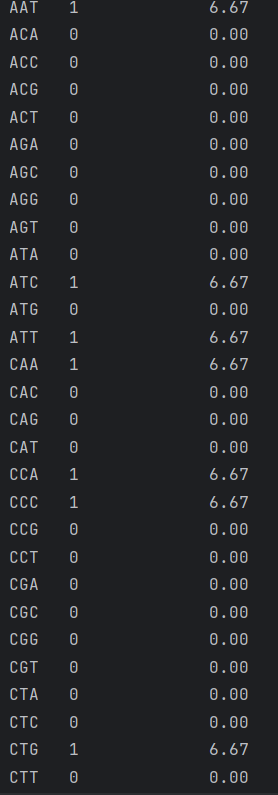 AAT 1 6.67
ACA 0 0.00
ACC 0 0.00
ACG 0 0.00
ACT 0 0.00
AGA 0 0.00
AGC 0 0.00
AGG 0 0.00
AGT 0 0.00
ATA 0 0.00
ATC 1 6.67
ATG 0 0.00
ATT 1 6.67
CAA 1 6.67
CAC 0 0.00
CAG 0 0.00
CAT 0 0.00
CCA 1 6.67
CCC 1 6.67
CCG 0 0.00
CCT 0 0.00
CGA 0 0.00
CGC 0 0.00
CGG 0 0.00
CGT 0 0.00
CTA 0 0.00
CTC 0 0.00
CTG 1 6.67
CTT 0 0.00